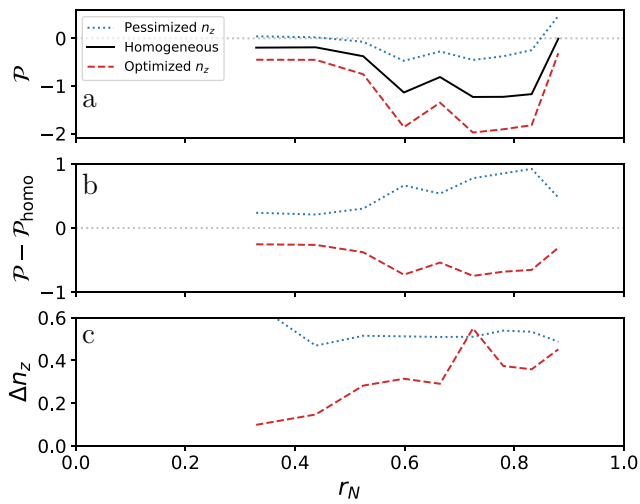 Pessimized n_z
Homogeneous
Optimized n_z
0
−1
−2
𝒫
a
1
0
−1
𝒫 − 𝒫_homo
b
0.6
0.4
0.2
0.0
Δn_z
c
0.0 0.2 0.4 0.6 0.8 1.0
r_N